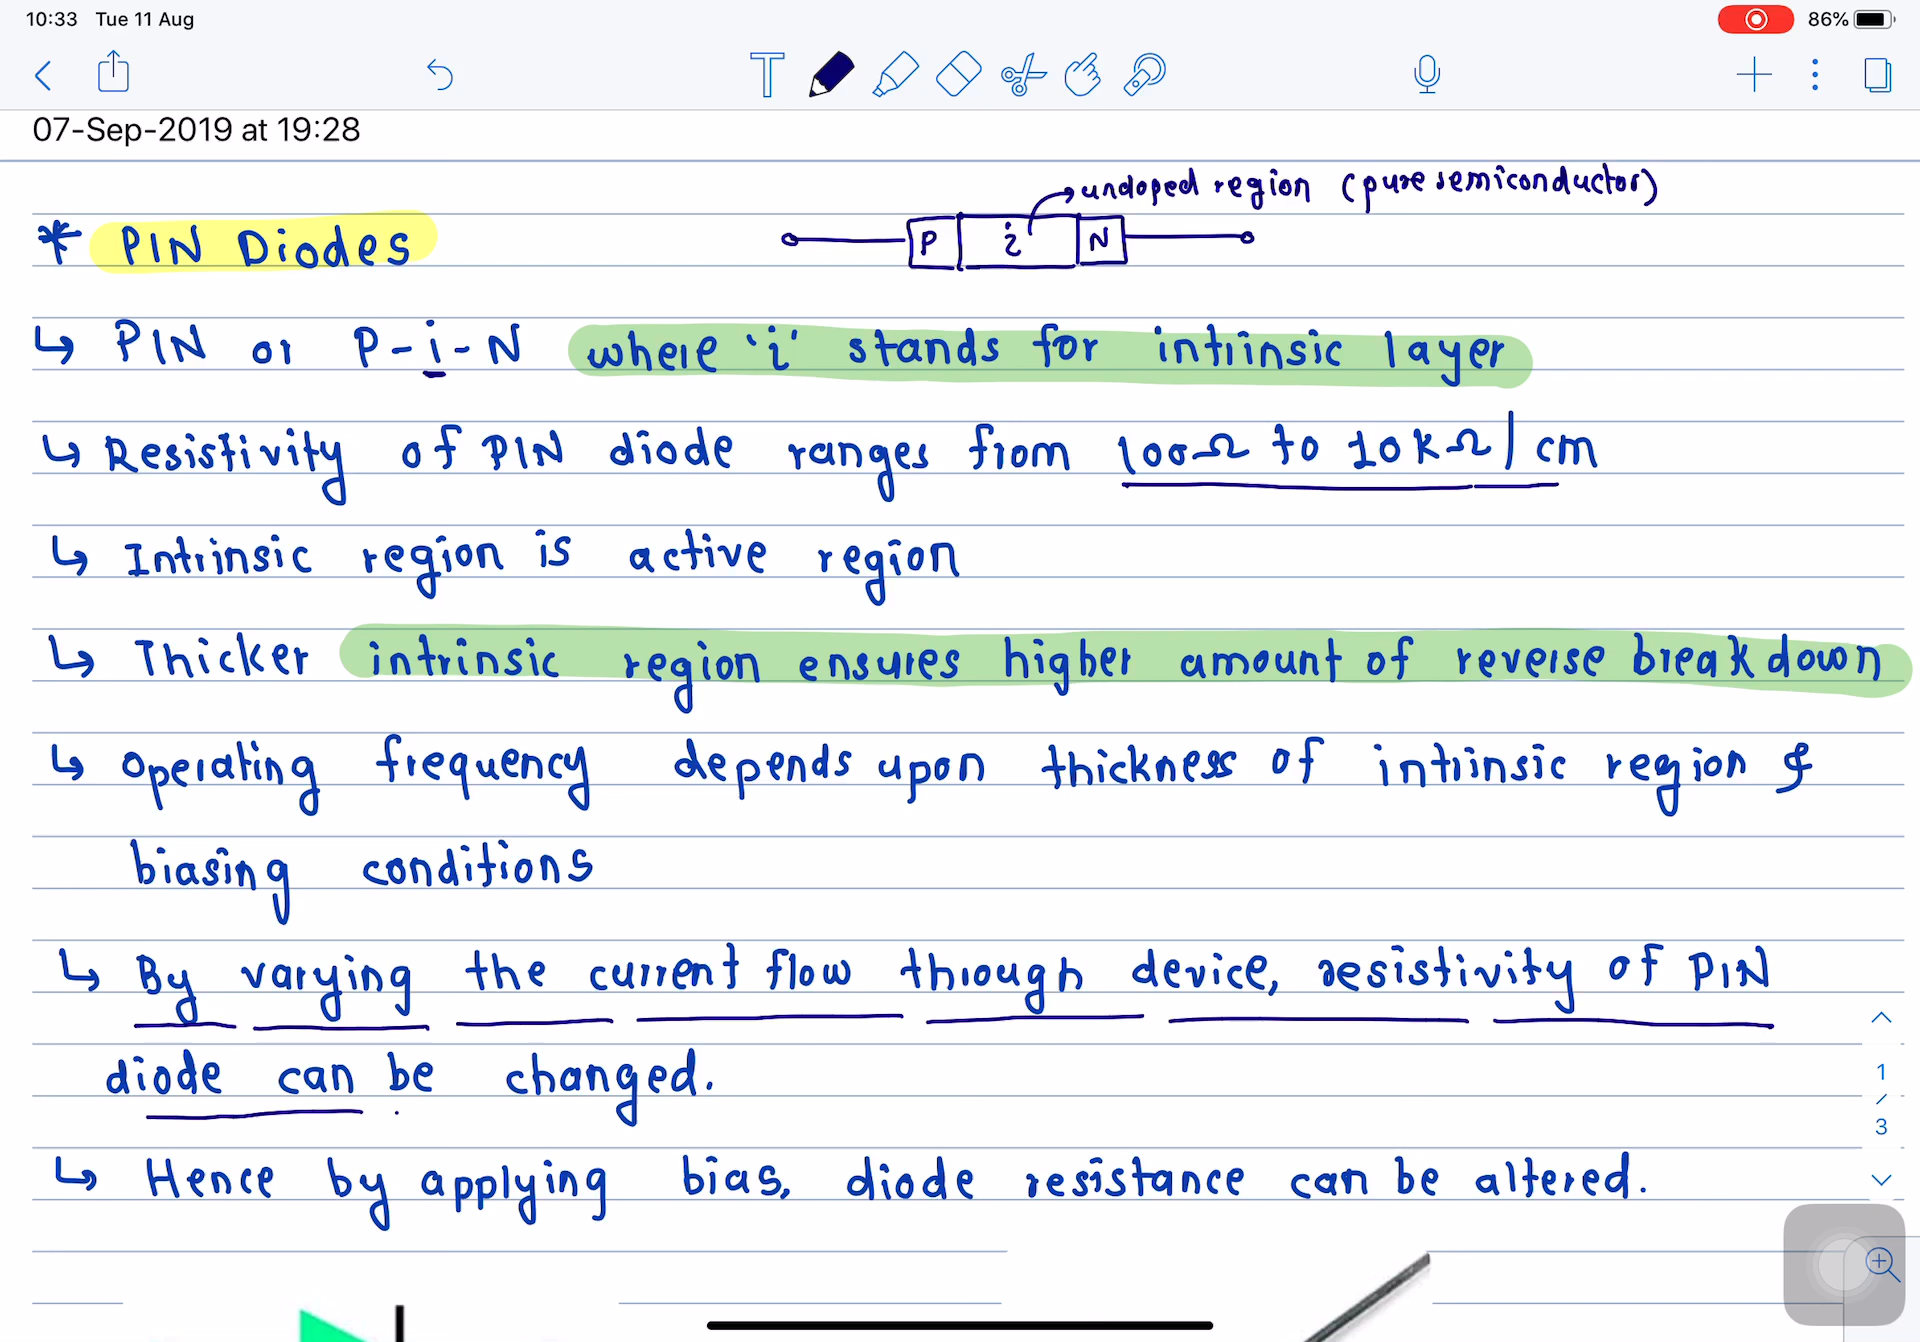 10:33 Tue 11 Aug 86%
07-Sep-2019 at 19:28
undoped region (pure semiconductor)
* PIN Diodes
P i N
↳ PIN or P-i-N where 'i' stands for intrinsic layer
↳ Resistivity of PIN diode ranges from 100Ω to 10kΩ/cm
↳ Intrinsic region is active region
↳ Thicker intrinsic region ensures higher amount of reverse breakdown
↳ Operating frequency depends upon thickness of intrinsic region &
biasing conditions
↳ By varying the current flow through device, resistivity of PIN
diode can be changed.
1
/
3
↳ Hence by applying bias, diode resistance can be altered.